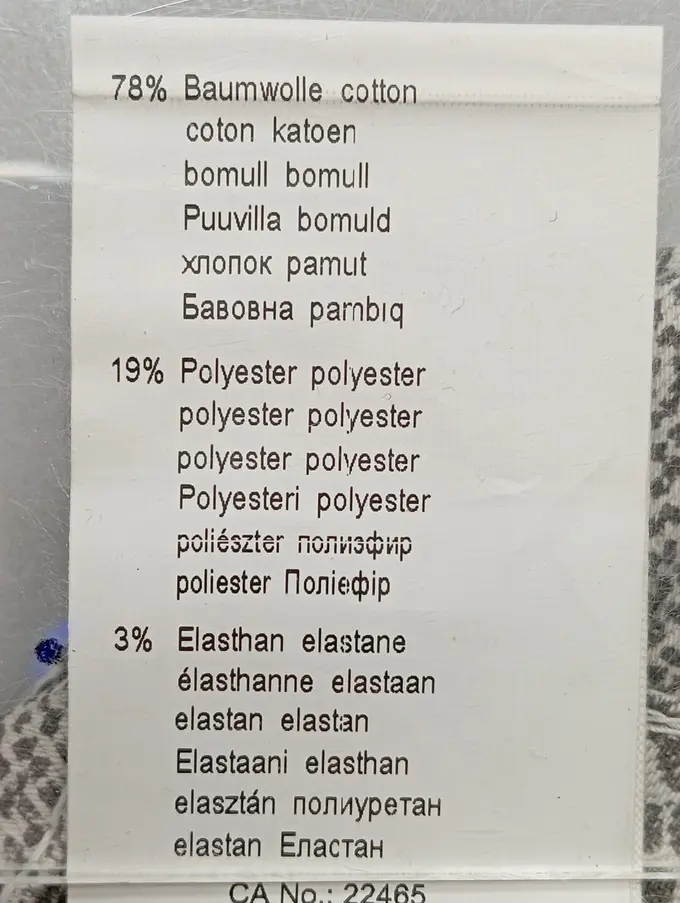 78% Baumwolle cotton
coton katoen
bomull bomull
Puuvilla bomuld
хлопок pamut
Бавовна pambıq
19% Polyester polyester
polyester polyester
polyester polyester
Polyesteri polyester
poliészter полиэфир
poliester Поліефір
3% Elasthan elastane
élasthanne elastaan
elastan elastan
Elastaani elasthan
elasztán полиуретан
elastan Еластан
CA No.: 22465